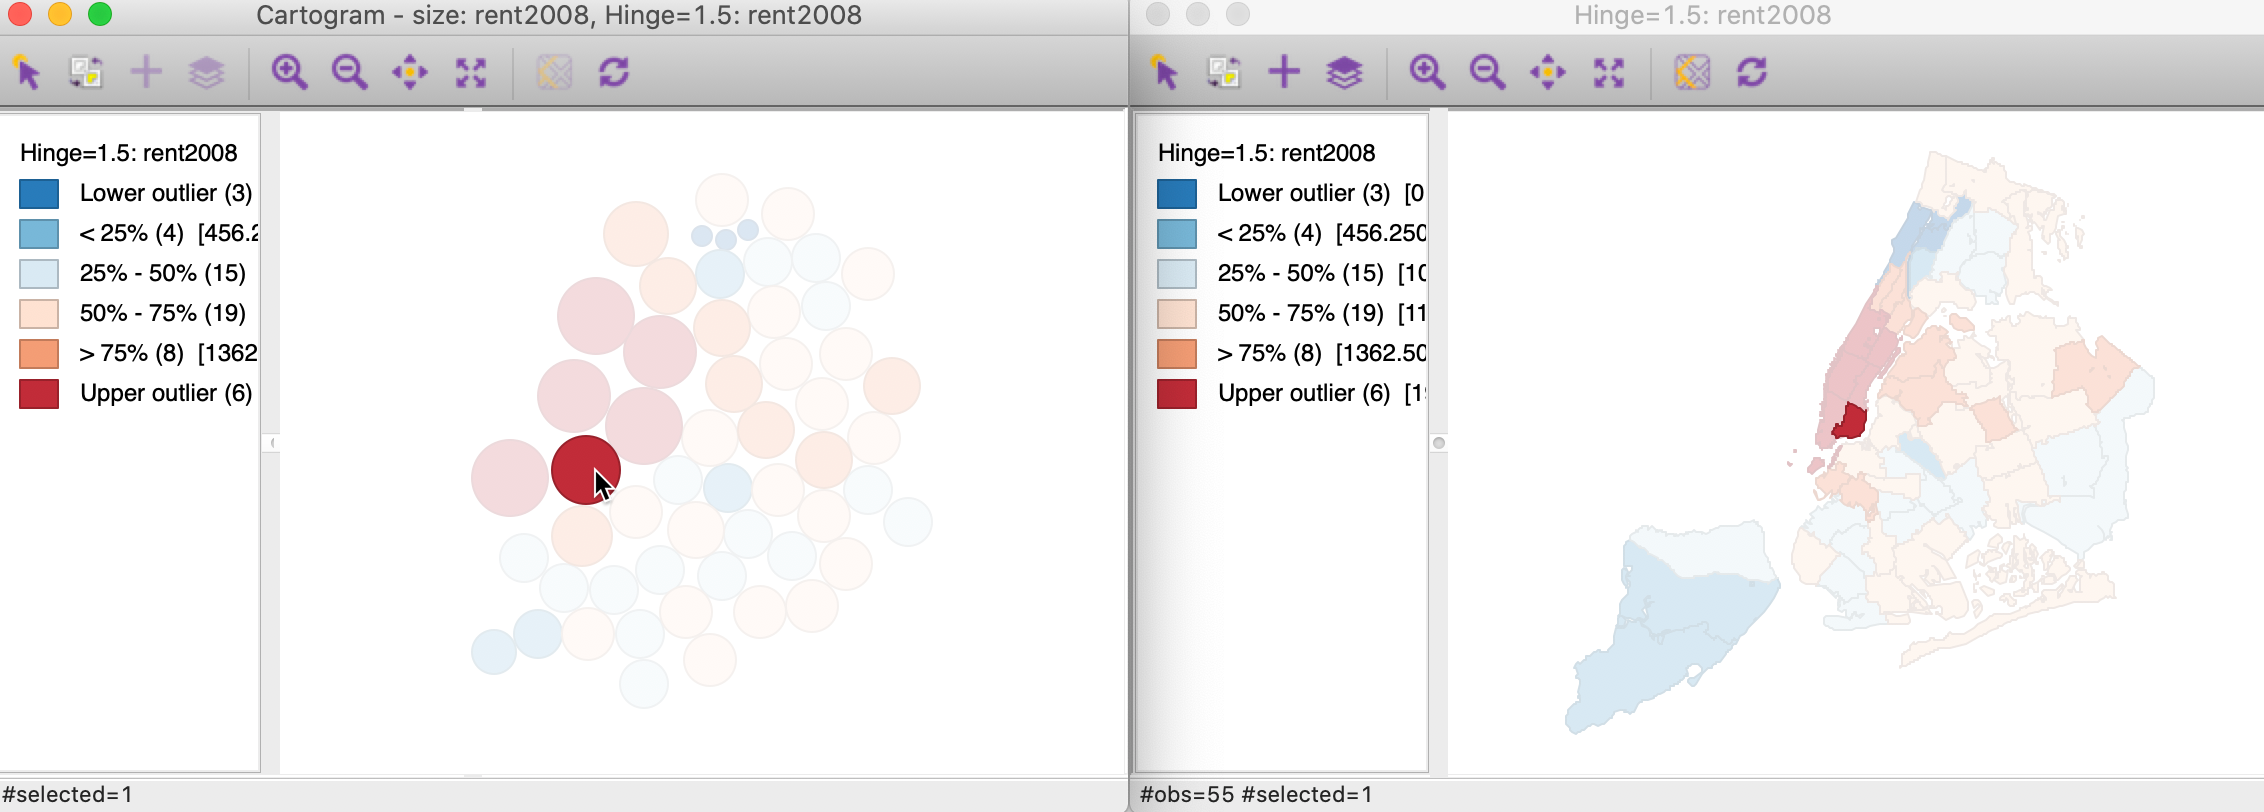 Cartogram - size: rent2008, Hinge=1.5: rent2008
Hinge=1.5: rent2008
Lower outlier (3)
< 25% (4) [456.2
25% - 50% (15)
50% - 75% (19)
> 75% (8) [1362
Upper outlier (6)
#selected=1
Hinge=1.5: rent2008
Hinge=1.5: rent2008
Lower outlier (3) [0
< 25% (4) [456.250
25% - 50% (15) [10
50% - 75% (19) [11
> 75% (8) [1362.50
Upper outlier (6) [1
#obs=55 #selected=1